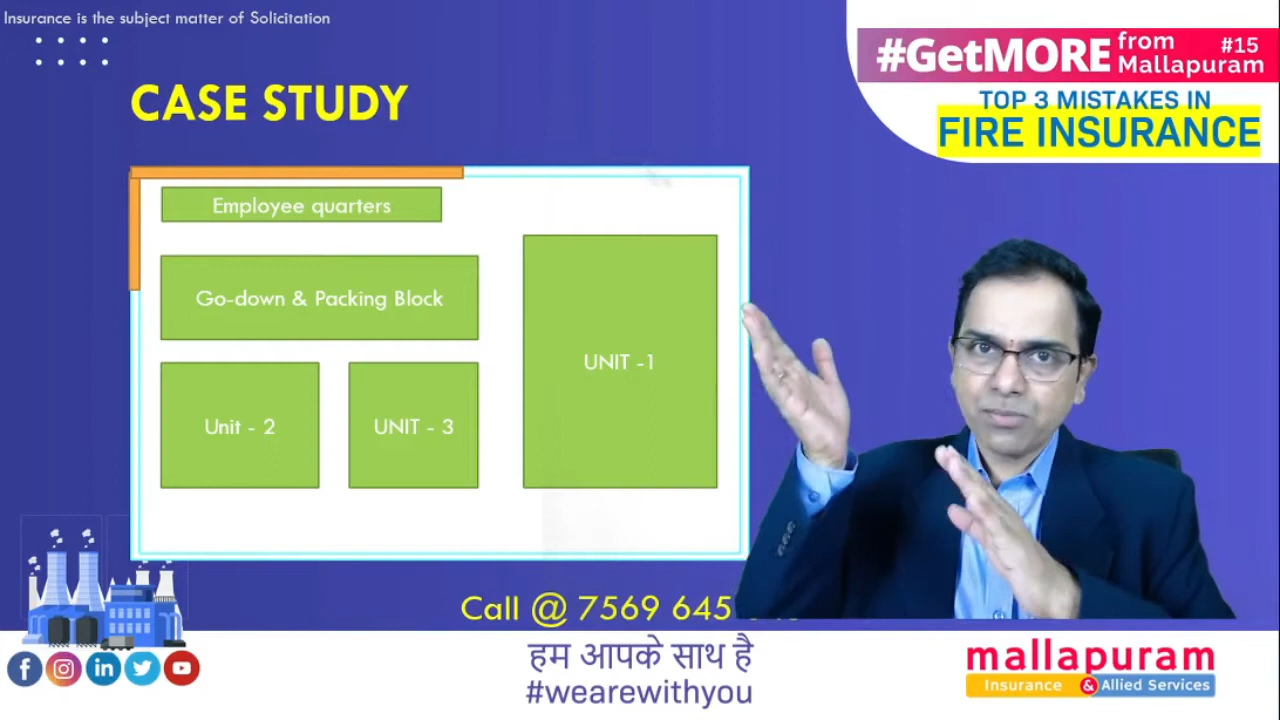 Insurance is the subject matter of Solicitation
#GetMORE from Mallapuram #15
TOP 3 MISTAKES IN
FIRE INSURANCE
CASE STUDY
Employee quarters
Go-down & Packing Block
UNIT -1
Unit - 2
UNIT - 3
Call @ 7569 645
हम आपके साथ है
#wearewithyou
mallapuram
Insurance & Allied Services